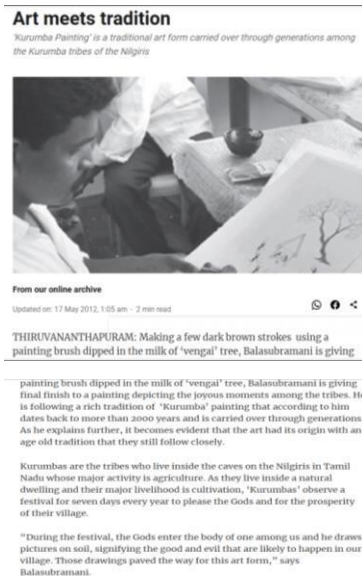 Art meets tradition
'Kurumba Painting' is a traditional art form carried over through generations among
the Kurumba tribes of the Nilgiris
From our online archive
Updated on: 17 May 2012, 1:05 am · 2 min read
THIRUVANANTHAPURAM: Making a few dark brown strokes using a
painting brush dipped in the milk of 'vengai' tree, Balasubramani is giving
painting brush dipped in the milk of 'vengai' tree, Balasubramani is giving
final finish to a painting depicting the joyous moments among the tribes. He
is following a rich tradition of 'Kurumba' painting that according to him
dates back to more than 2000 years and is carried over through generations
As he explains further, it becomes evident that the art had its origin with an
age old tradition that they still follow closely.
Kurumbas are the tribes who live inside the caves on the Nilgiris in Tamil
Nadu whose major activity is agriculture. As they live inside a natural
dwelling and their major livelihood is cultivation, 'Kurumbas' observe a
festival for seven days every year to please the Gods and for the prosperity
of their village.
"During the festival, the Gods enter the body of one among us and he draws
pictures on soil, signifying the good and evil that are likely to happen in our
village. Those drawings paved the way for this art form," says
Balasubramani.